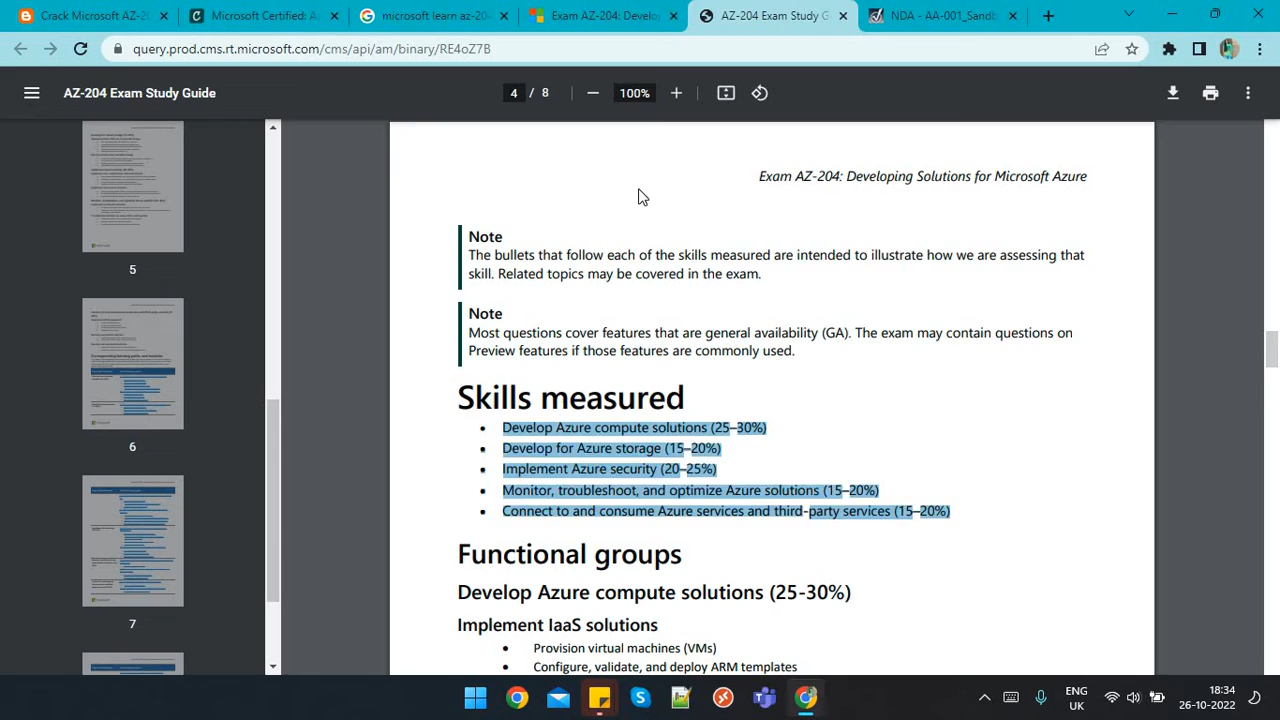 Crack Microsoft AZ-20
Microsoft Certified: A
microsoft learn az-204
Exam AZ-204: Develo
AZ-204 Exam Study G
NDA - AA-001_Sandb
query.prod.cms.rt.microsoft.com/cms/api/am/binary/RE4oZ7B
AZ-204 Exam Study Guide
4 / 8
100%
5
6
7
Exam AZ-204: Developing Solutions for Microsoft Azure
Note
The bullets that follow each of the skills measured are intended to illustrate how we are assessing that
skill. Related topics may be covered in the exam.
Note
Most questions cover features that are general availability (GA). The exam may contain questions on
Preview features if those features are commonly used.
Skills measured
• Develop Azure compute solutions (25–30%)
• Develop for Azure storage (15–20%)
• Implement Azure security (20–25%)
• Monitor, troubleshoot, and optimize Azure solutions (15–20%)
• Connect to and consume Azure services and third-party services (15–20%)
Functional groups
Develop Azure compute solutions (25-30%)
Implement IaaS solutions
• Provision virtual machines (VMs)
• Configure, validate, and deploy ARM templates
ENG
UK
18:34
26-10-2022